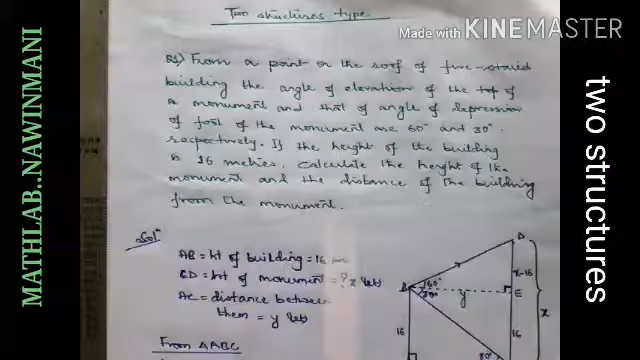 Two structures type
Made with KINEMASTER
Q1) From a point on the roof of five-storied
building the angle of elevation of the top of
a monument and that of angle of depression
of foot of the monument are 60° and 30°
respectively. If the height of the building
is 16 metres, calculate the height of the
monument and the distance of the building
from the monument.
Sol^n
AB = ht of building = 16 m
CD = ht of monument = ? x let
AC = distance between
them = y let
From ΔABC
D
x-16
B
60°
30°
y
E
x
16
16
30°
MATHLAB..NAWINMANI
two structures